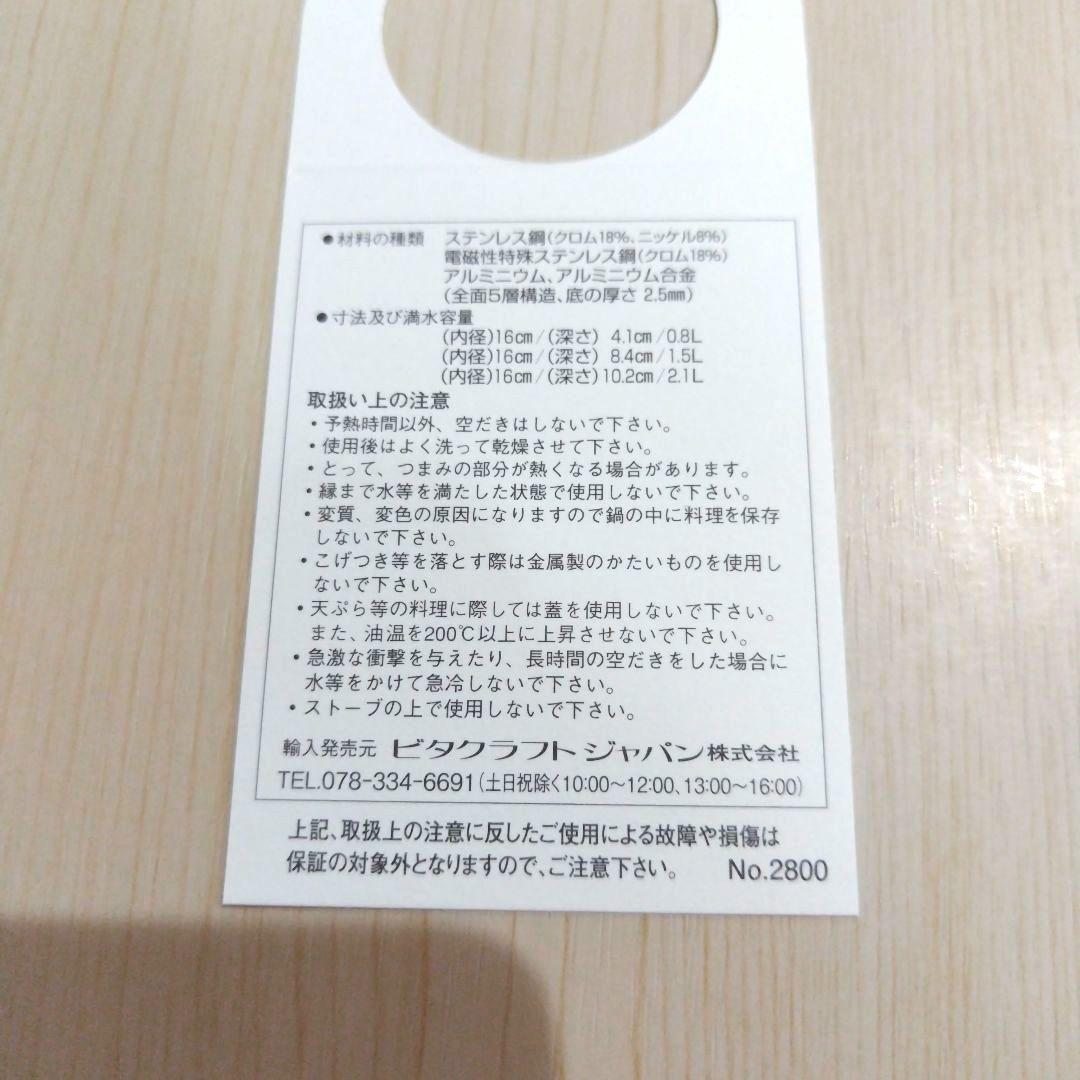 ●材料の種類 ステンレス鋼(クロム18%、ニッケル8%)
電磁性特殊ステンレス鋼(クロム18%)
アルミニウム、アルミニウム合金
(全面5層構造、底の厚さ 2.5㎜)
●寸法及び満水容量
(内径)16㎝/(深さ) 4.1㎝/0.8L
(内径)16㎝/(深さ) 8.4㎝/1.5L
(内径)16㎝/(深さ)10.2㎝/2.1L
取扱い上の注意
・予熱時間以外、空だきはしないで下さい。
・使用後はよく洗って乾燥させて下さい。
・とって、つまみの部分が熱くなる場合があります。
・縁まで水等を満たした状態で使用しないで下さい。
・変質、変色の原因になりますので鍋の中に料理を保存
しないで下さい。
・こげつき等を落とす際は金属製のかたいものを使用し
ないで下さい。
・天ぷら等の料理に際しては蓋を使用しないで下さい。
また、油温を200℃以上に上昇させないで下さい。
・急激な衝撃を与えたり、長時間の空だきをした場合に
水等をかけて急冷しないで下さい。
・ストーブの上で使用しないで下さい。
輸入発売元 ビタクラフト ジャパン株式会社
TEL.078-334-6691(土日祝除く10:00〜12:00、13:00〜16:00)
上記、取扱上の注意に反したご使用による故障や損傷は
保証の対象外となりますので、ご注意下さい。 No.2800